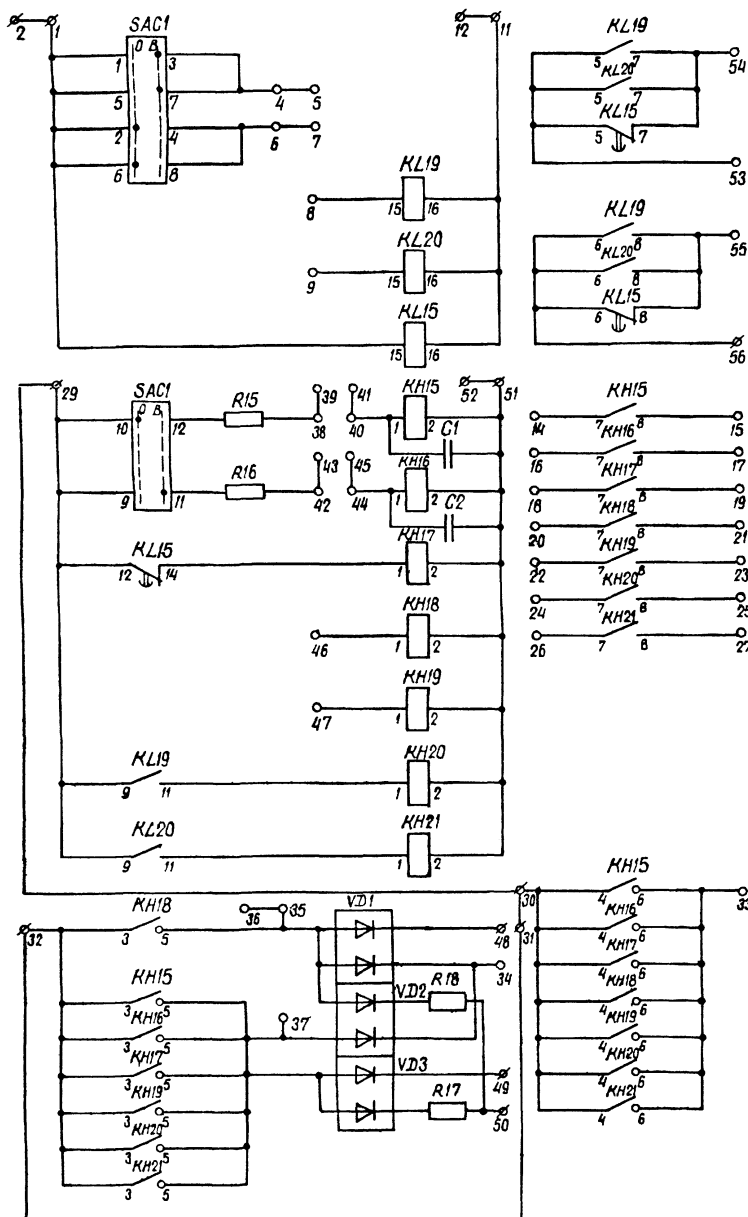 SAC1
2 1 O B 12 11
1 3
5 7 4 5
2 4 6 7
6 8
KL19
5 7 54
KL20
5 7
KL15
5 7
53
KL19
8 15 16
KL20
9 15 16
KL15
15 16
KL19
6 8 55
KL20
6 8
KL15
6 8
56
29 SAC1 39 41 KH15 52 51
O B
10 12 R15 38 40 1 2 C1
43 45 KH16
9 11 R16 42 44 1 2 C2
KL15 KH17
12 14 1 2
KH18
46 1 2
KH19
47 1 2
KL19 KH20
9 11 1 2
KL20 KH21
9 11 1 2
KH15
14 7 8 15
KH16
16 7 8 17
KH17
18 7 8 19
KH18
20 7 8 21
KH19
22 7 8 23
KH20
24 7 8 25
KH21
26 7 8 27
KH18 36 35 VD1
32 3 5 48
34
KH15 VD2 R18
3 5
KH16 37
3 5
KH17 VD3
3 5 49
KH19 R17
3 5 50
KH20
3 5
KH21
3 5
30 KH15
4 6 33
31 KH16
4 6
KH17
4 6
KH18
4 6
KH19
4 6
KH20
4 6
KH21
4 6